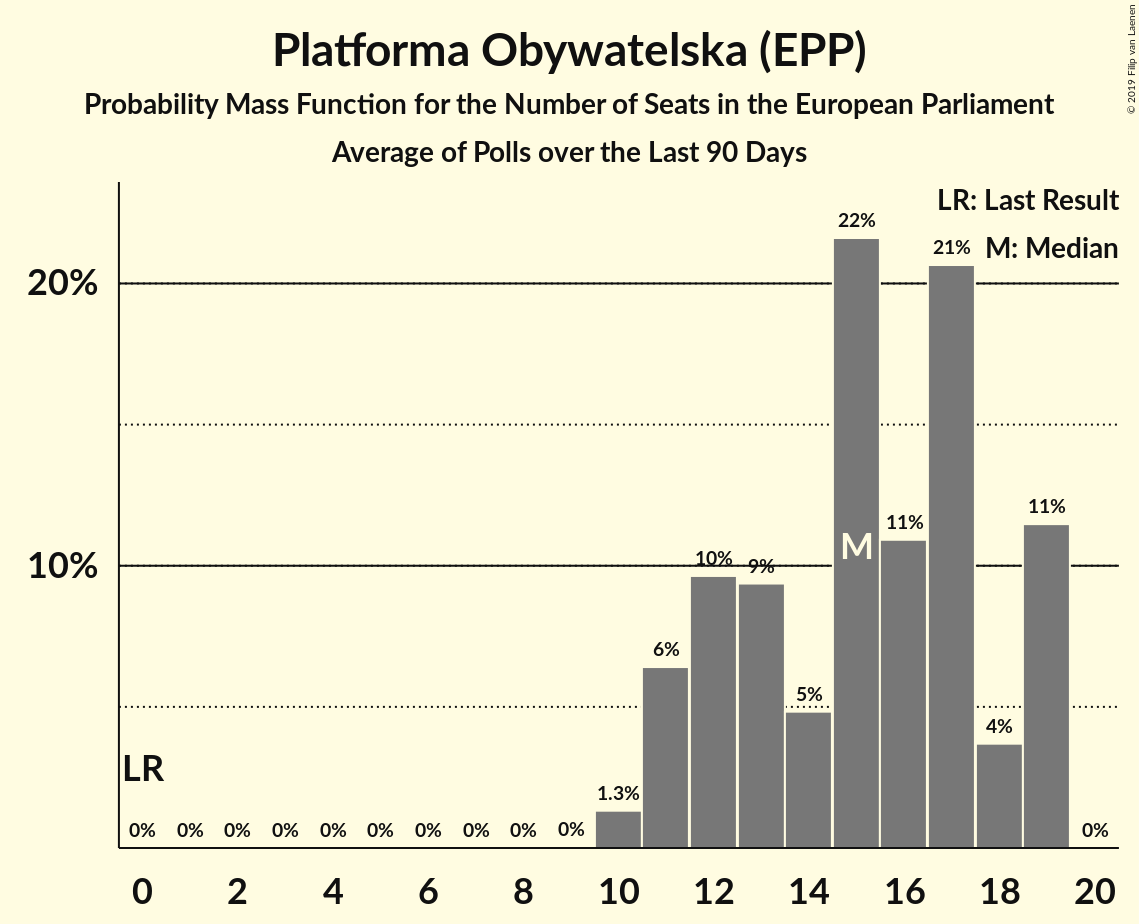 Platforma Obywatelska (EPP)
Probability Mass Function for the Number of Seats in the European Parliament
Average of Polls over the Last 90 Days
© 2019 Filip van Laenen
LR: Last Result
M: Median
20%
10%
22%
21%
11%
11%
10%
9%
6%
5%
4%
1.3%
M
LR
0% 0% 0% 0% 0% 0% 0% 0% 0% 0% 0%
0 2 4 6 8 10 12 14 16 18 20